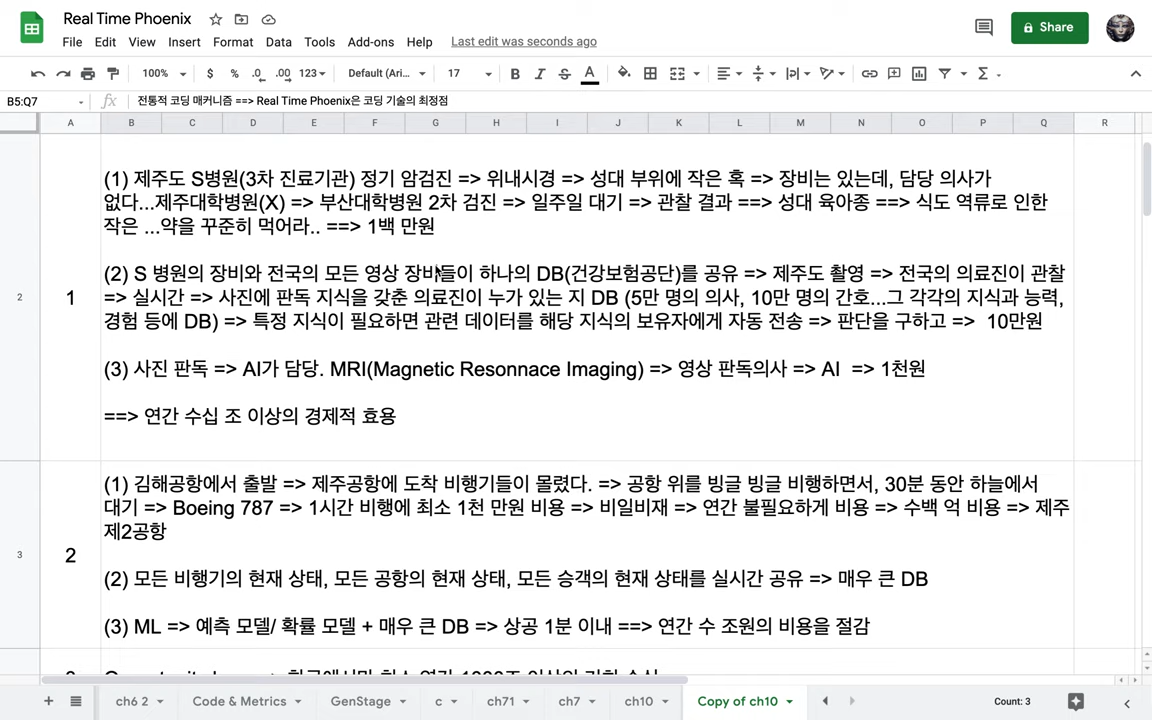 Real Time Phoenix
Share
File Edit View Insert Format Data Tools Add-ons Help Last edit was seconds ago
100% $ % .0 .00 123 Default (Ari... 17 B I S A
B5:Q7 fx 전통적 코딩 매커니즘 ==> Real Time Phoenix은 코딩 기술의 최정점
A B C D E F G H I J K L M N O P Q R
(1) 제주도 S병원(3차 진료기관) 정기 암검진 => 위내시경 => 성대 부위에 작은 혹 => 장비는 있는데, 담당 의사가
없다...제주대학병원(X) => 부산대학병원 2차 검진 => 일주일 대기 => 관찰 결과 ==> 성대 육아종 ==> 식도 역류로 인한
작은 ...약을 꾸준히 먹어라.. ==> 1백 만원
(2) S 병원의 장비와 전국의 모든 영상 장비들이 하나의 DB(건강보험공단)를 공유 => 제주도 촬영 => 전국의 의료진이 관찰
2 1 => 실시간 => 사진에 판독 지식을 갖춘 의료진이 누가 있는 지 DB (5만 명의 의사, 10만 명의 간호...그 각각의 지식과 능력,
경험 등에 DB) => 특정 지식이 필요하면 관련 데이터를 해당 지식의 보유자에게 자동 전송 => 판단을 구하고 => 10만원
(3) 사진 판독 => AI가 담당. MRI(Magnetic Resonnace Imaging) => 영상 판독의사 => AI => 1천원
==> 연간 수십 조 이상의 경제적 효용
(1) 김해공항에서 출발 => 제주공항에 도착 비행기들이 몰렸다. => 공항 위를 빙글 빙글 비행하면서, 30분 동안 하늘에서
대기 => Boeing 787 => 1시간 비행에 최소 1천 만원 비용 => 비일비재 => 연간 불필요하게 비용 => 수백 억 비용 => 제주
제2공항
3 2
(2) 모든 비행기의 현재 상태, 모든 공항의 현재 상태, 모든 승객의 현재 상태를 실시간 공유 => 매우 큰 DB
(3) ML => 예측 모델/ 확률 모델 + 매우 큰 DB => 상공 1분 이내 ==> 연간 수 조원의 비용을 절감
ch6 2 Code & Metrics GenStage c ch71 ch7 ch10 Copy of ch10 Count: 3